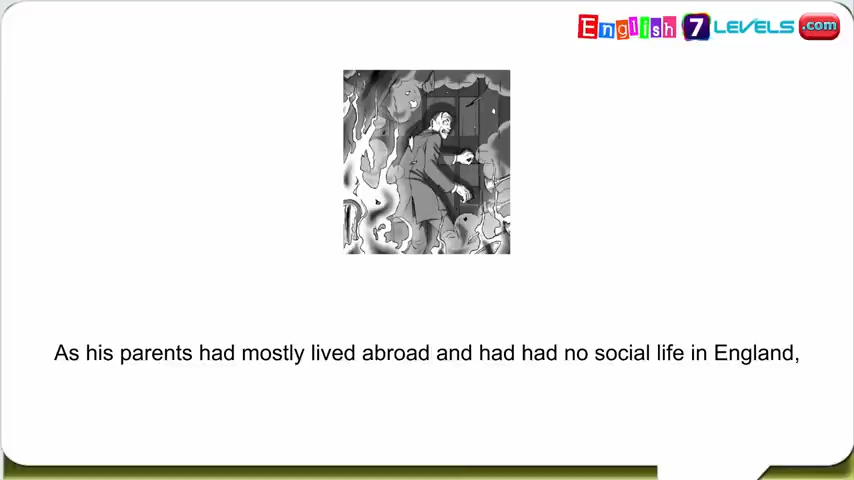 English 7 LEVELS .com
As his parents had mostly lived abroad and had had no social life in England,